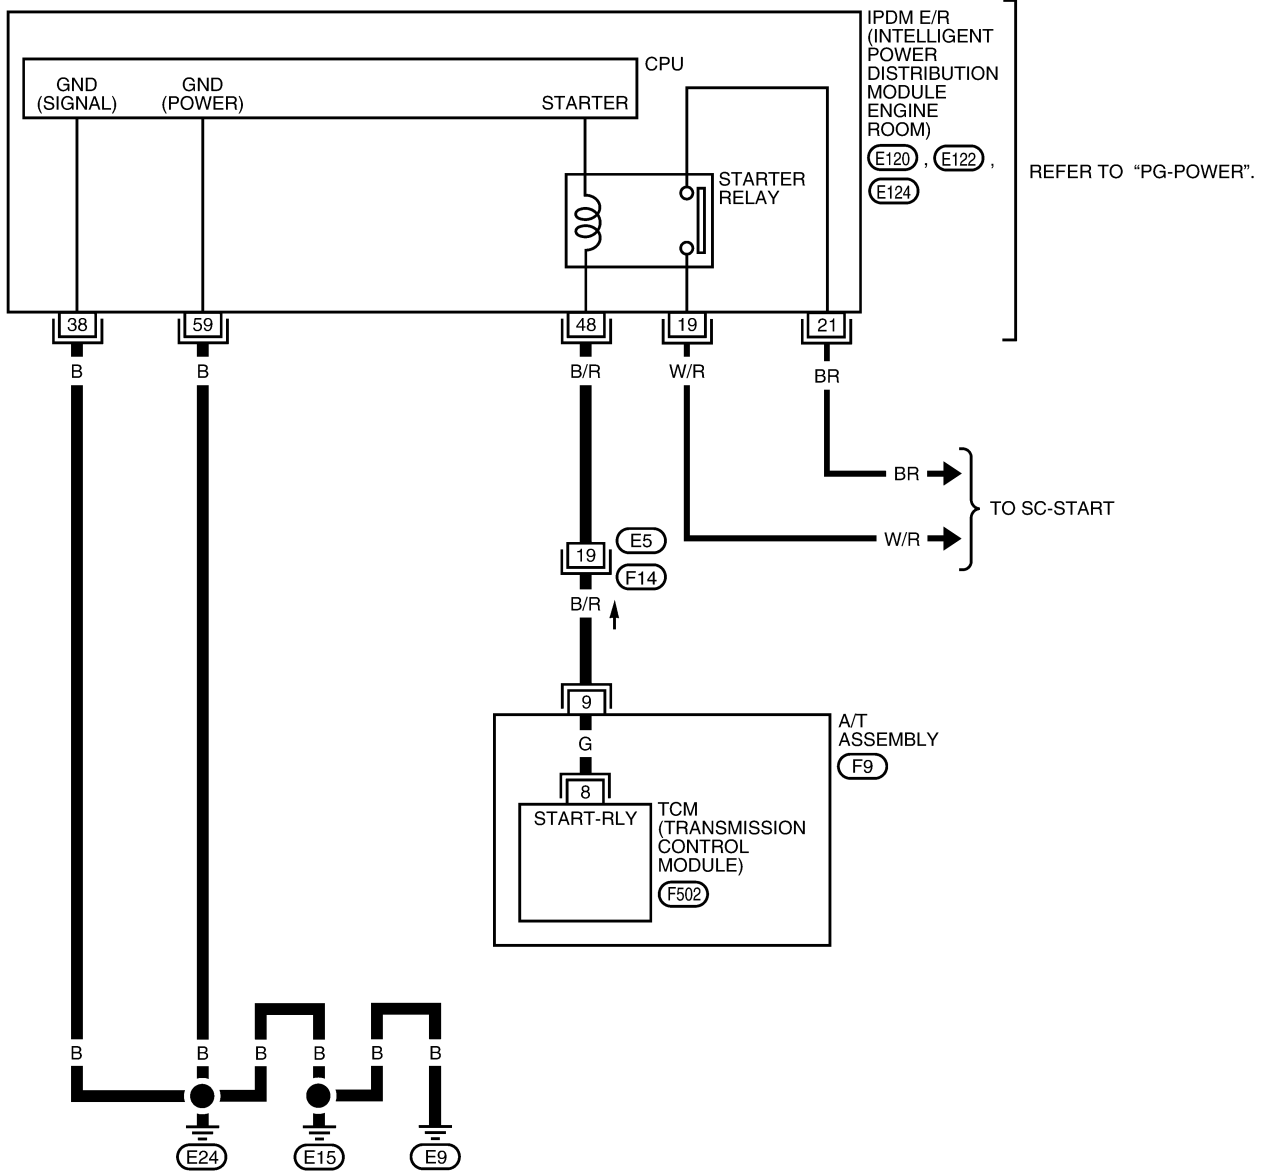 IPDM E/R
(INTELLIGENT
POWER
DISTRIBUTION
MODULE
ENGINE
ROOM)
E120 , E122 ,
E124
REFER TO “PG-POWER”.
CPU
GND
(SIGNAL)
GND
(POWER)
STARTER
STARTER
RELAY
38
59
48
19
21
B
B
B/R
W/R
BR
BR
TO SC-START
W/R
19
E5
F14
B/R
9
A/T
ASSEMBLY
F9
G
8
START-RLY
TCM
(TRANSMISSION
CONTROL
MODULE)
F502
B
B
B
B
B
B
E24
E15
E9